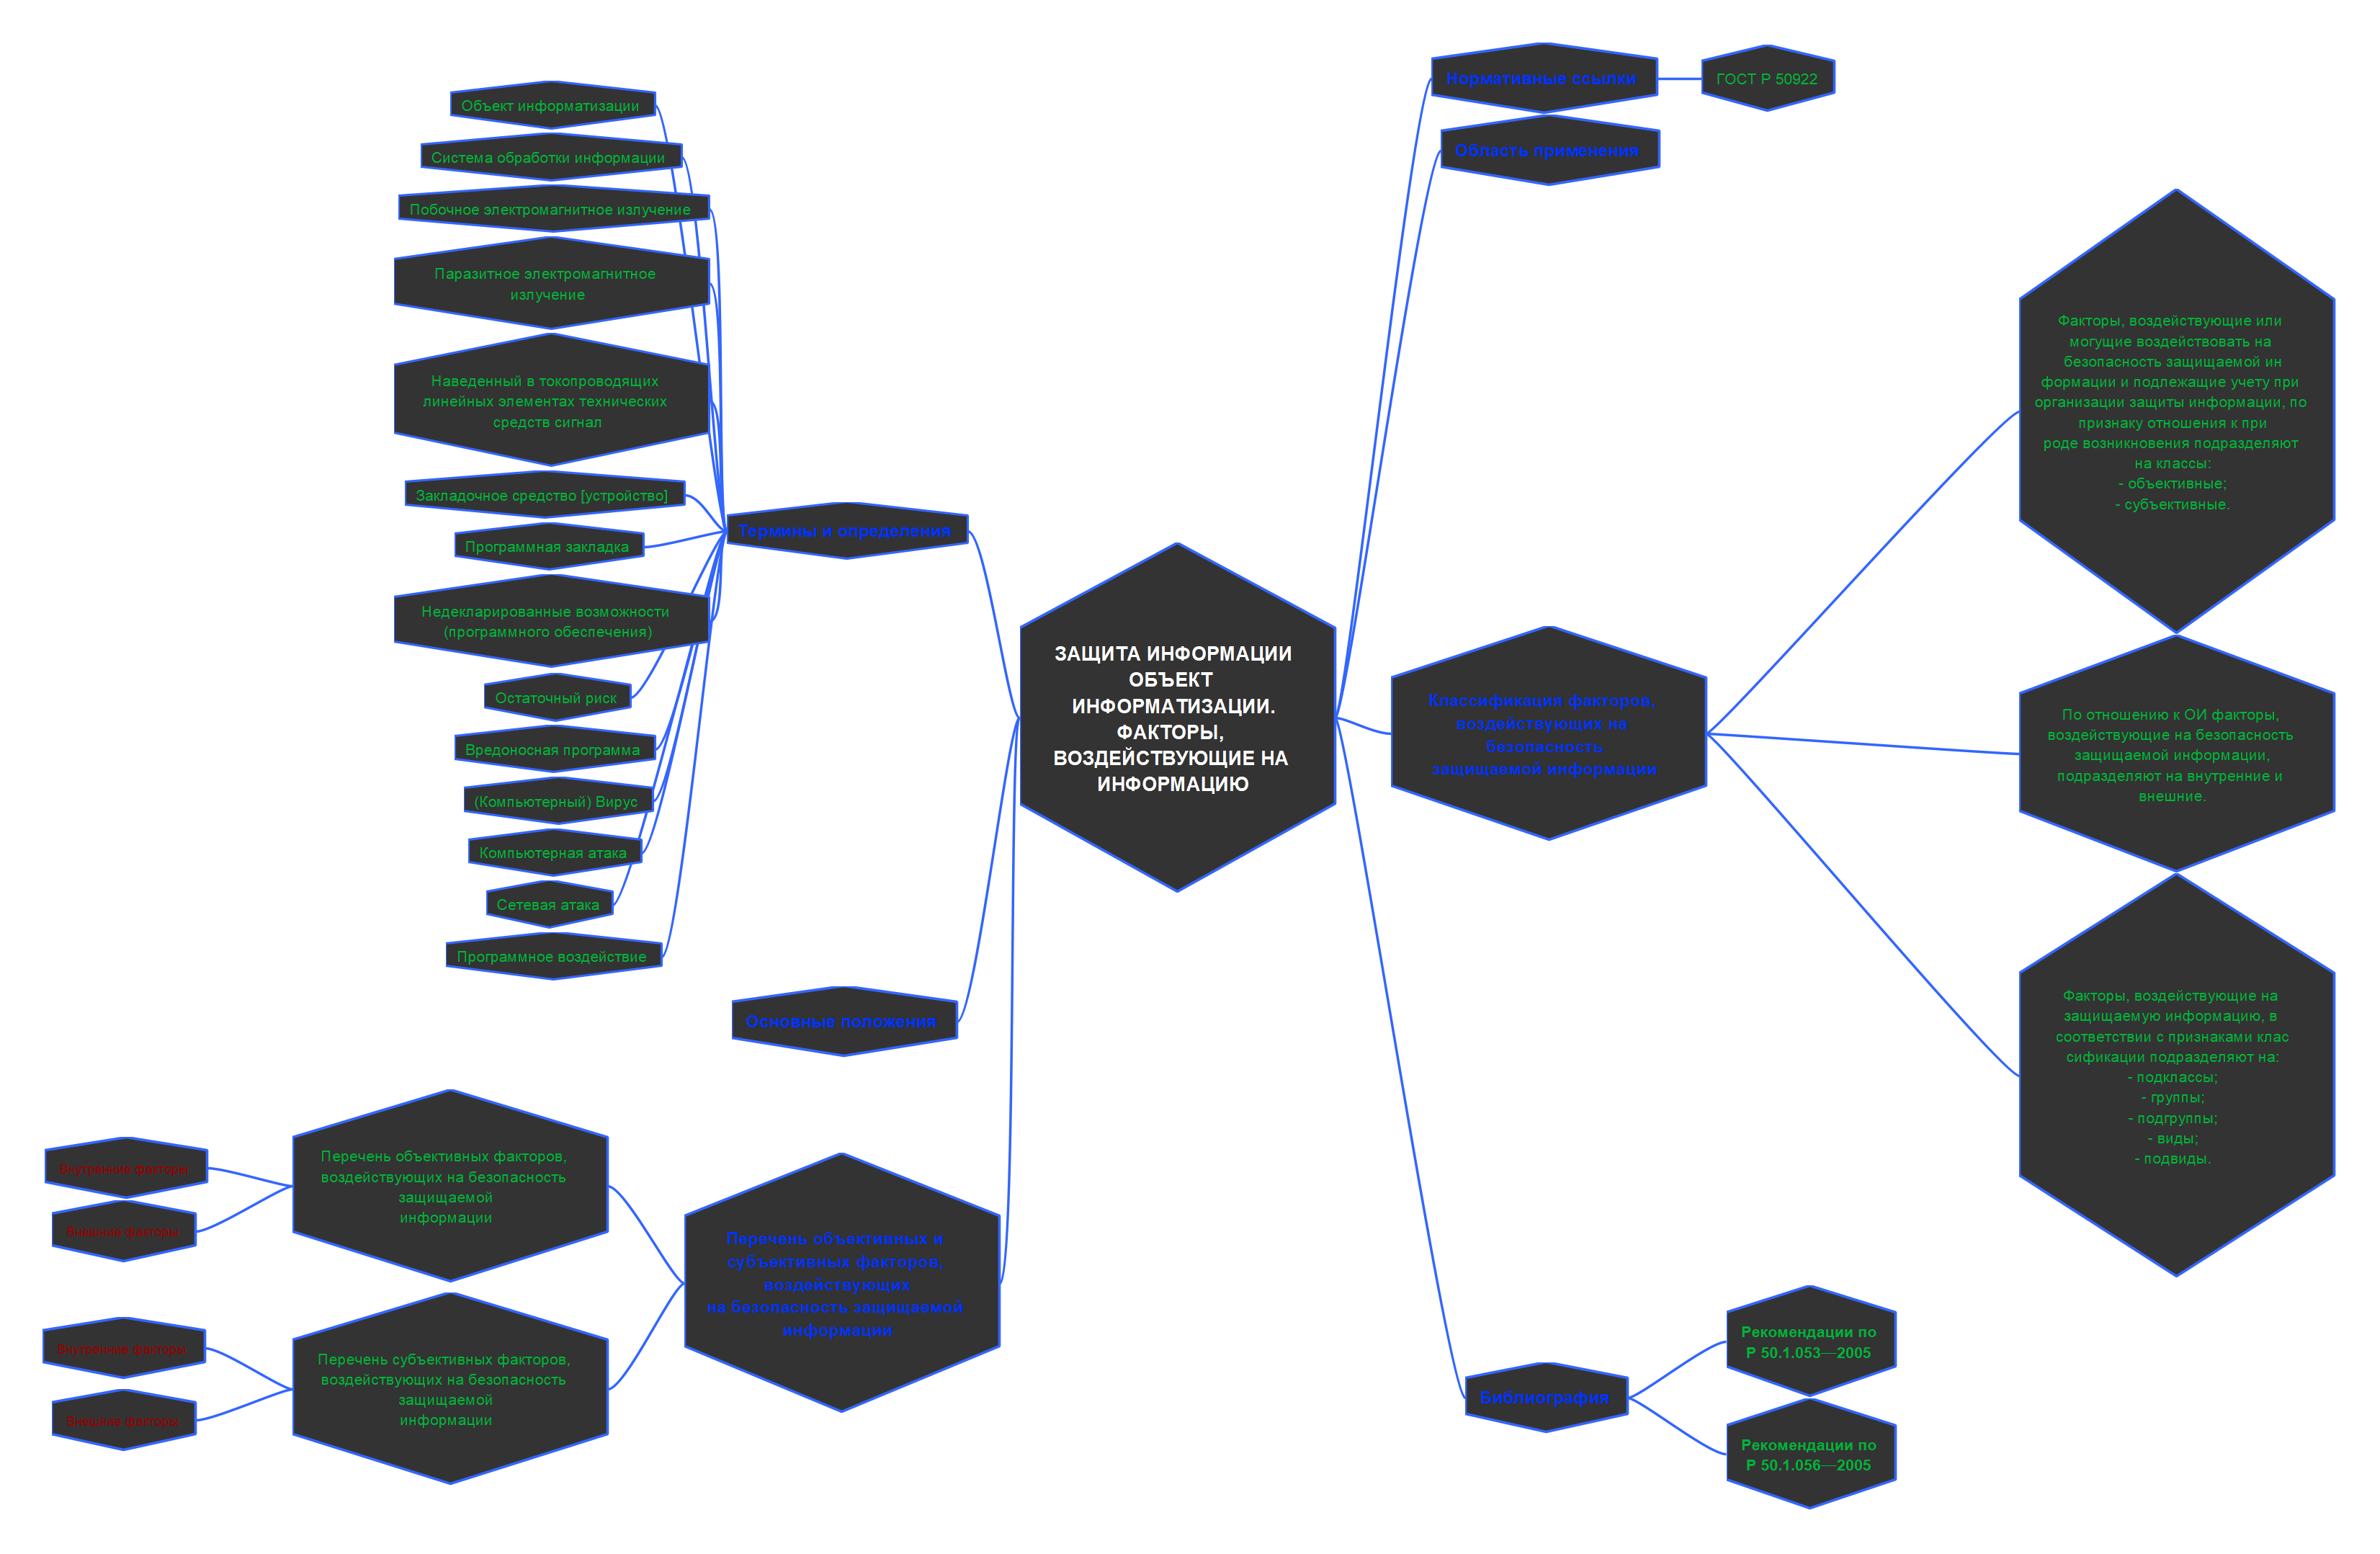 ЗАЩИТА ИНФОРМАЦИИ
ОБЪЕКТ
ИНФОРМАТИЗАЦИИ.
ФАКТОРЫ,
ВОЗДЕЙСТВУЮЩИЕ НА
ИНФОРМАЦИЮ
Нормативные ссылки
ГОСТ Р 50922
Область применения
Классификация факторов,
воздействующих на
безопасность
защищаемой информации
Факторы, воздействующие или
могущие воздействовать на
безопасность защищаемой ин
формации и подлежащие учету при
организации защиты информации, по
признаку отношения к при
роде возникновения подразделяют
на классы:
- объективные;
- субъективные.
По отношению к ОИ факторы,
воздействующие на безопасность
защищаемой информации,
подразделяют на внутренние и
внешние.
Факторы, воздействующие на
защищаемую информацию, в
соответствии с признаками клас
сификации подразделяют на:
- подклассы;
- группы;
- подгруппы;
- виды;
- подвиды.
Библиография
Рекомендации по
Р 50.1.053—2005
Рекомендации по
Р 50.1.056—2005
Термины и определения
Объект информатизации
Система обработки информации
Побочное электромагнитное излучение
Паразитное электромагнитное
излучение
Наведенный в токопроводящих
линейных элементах технических
средств сигнал
Закладочное средство [устройство]
Программная закладка
Недекларированные возможности
(программного обеспечения)
Остаточный риск
Вредоносная программа
(Компьютерный) Вирус
Компьютерная атака
Сетевая атака
Программное воздействие
Основные положения
Перечень объективных и
субъективных факторов,
воздействующих
на безопасность защищаемой
информации
Перечень объективных факторов,
воздействующих на безопасность
защищаемой
информации
Внутренние факторы
Внешние факторы
Перечень субъективных факторов,
воздействующих на безопасность
защищаемой
информации
Внутренние факторы
Внешние факторы